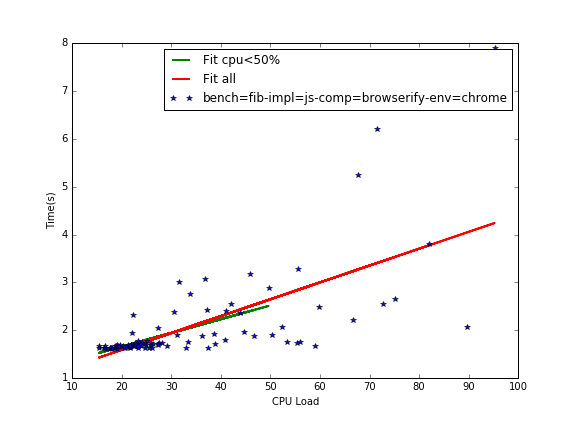 8
7
6
5
4
3
2
1
Time(s)
Fit cpu<50%
Fit all
bench=fib-impl=js-comp=browserify-env=chrome
10 20 30 40 50 60 70 80 90 100
CPU Load